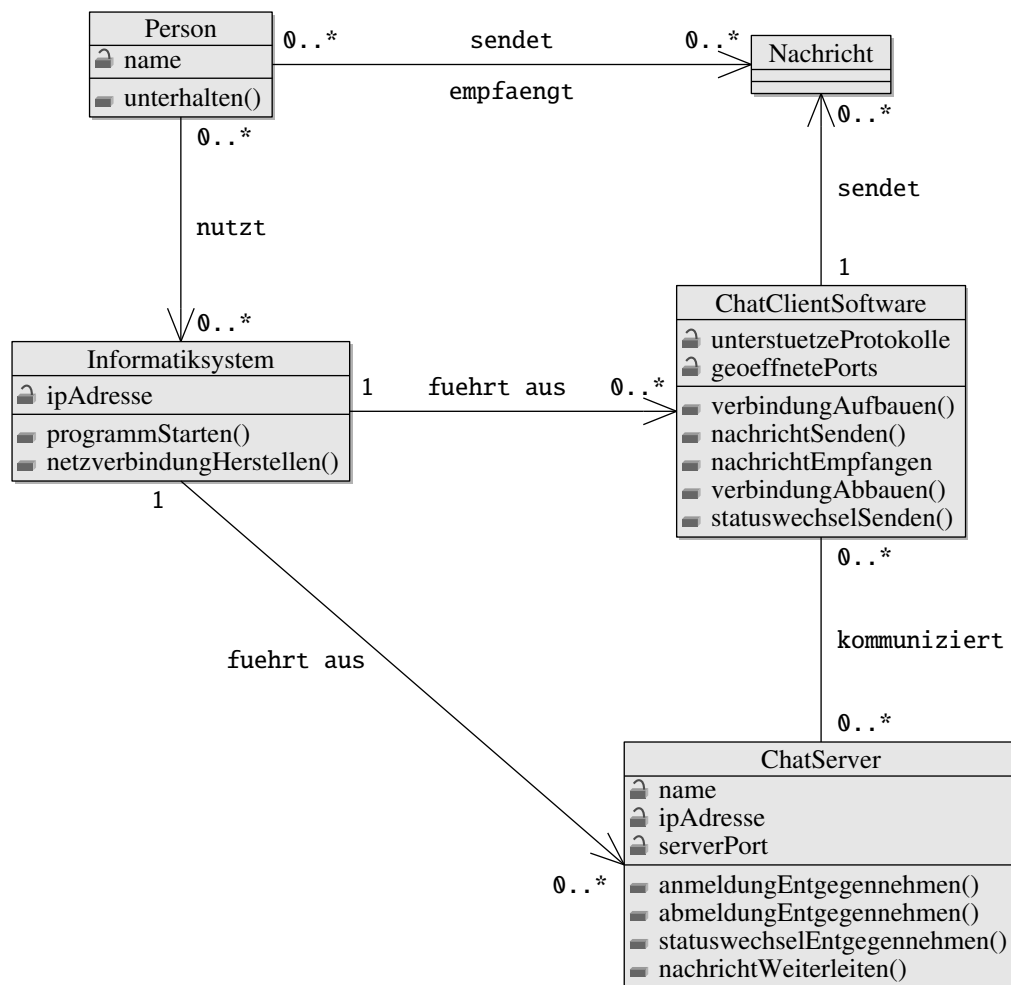 Person
name
unterhalten()
0..*
sendet
0..*
empfaengt
Nachricht
0..*
0..*
nutzt
sendet
0..*
1
Informatiksystem
ipAdresse
programmStarten()
netzverbindungHerstellen()
1
fuehrt aus
0..*
ChatClientSoftware
unterstuetzeProtokolle
geoeffnetePorts
verbindungAufbauen()
nachrichtSenden()
nachrichtEmpfangen
verbindungAbbauen()
statuswechselSenden()
1
0..*
fuehrt aus
kommuniziert
0..*
0..*
ChatServer
name
ipAdresse
serverPort
anmeldungEntgegennehmen()
abmeldungEntgegennehmen()
statuswechselEntgegennehmen()
nachrichtWeiterleiten()